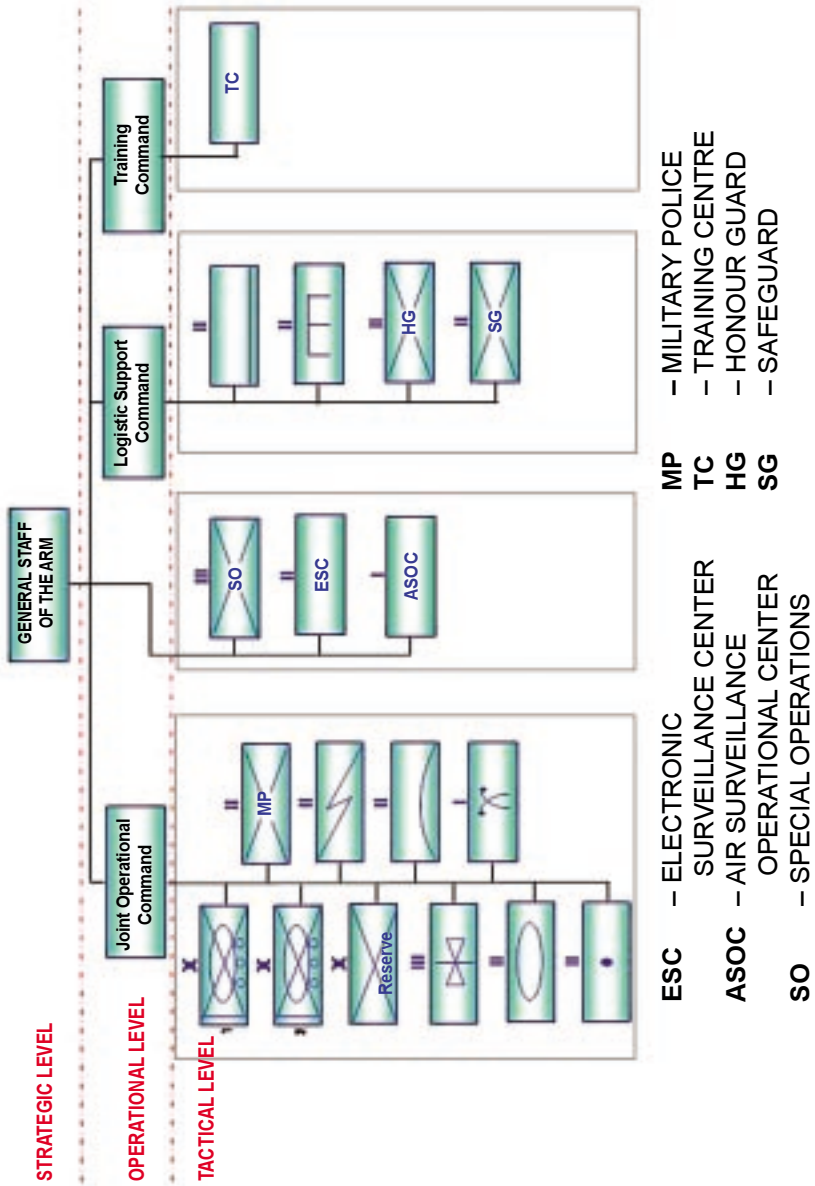 STRATEGIC LEVEL
GENERAL STAFF
OF THE ARM
OPERATIONAL LEVEL
Joint Operational
Command
Logistic Support
Command
Training
Command
TACTICAL LEVEL
MP
Reserve
SO
ESC
ASOC
HG
SG
TC
ESC – ELECTRONIC
SURVEILLANCE CENTER
ASOC – AIR SURVEILLANCE
OPERATIONAL CENTER
SO – SPECIAL OPERATIONS
MP – MILITARY POLICE
TC – TRAINING CENTRE
HG – HONOUR GUARD
SG – SAFEGUARD